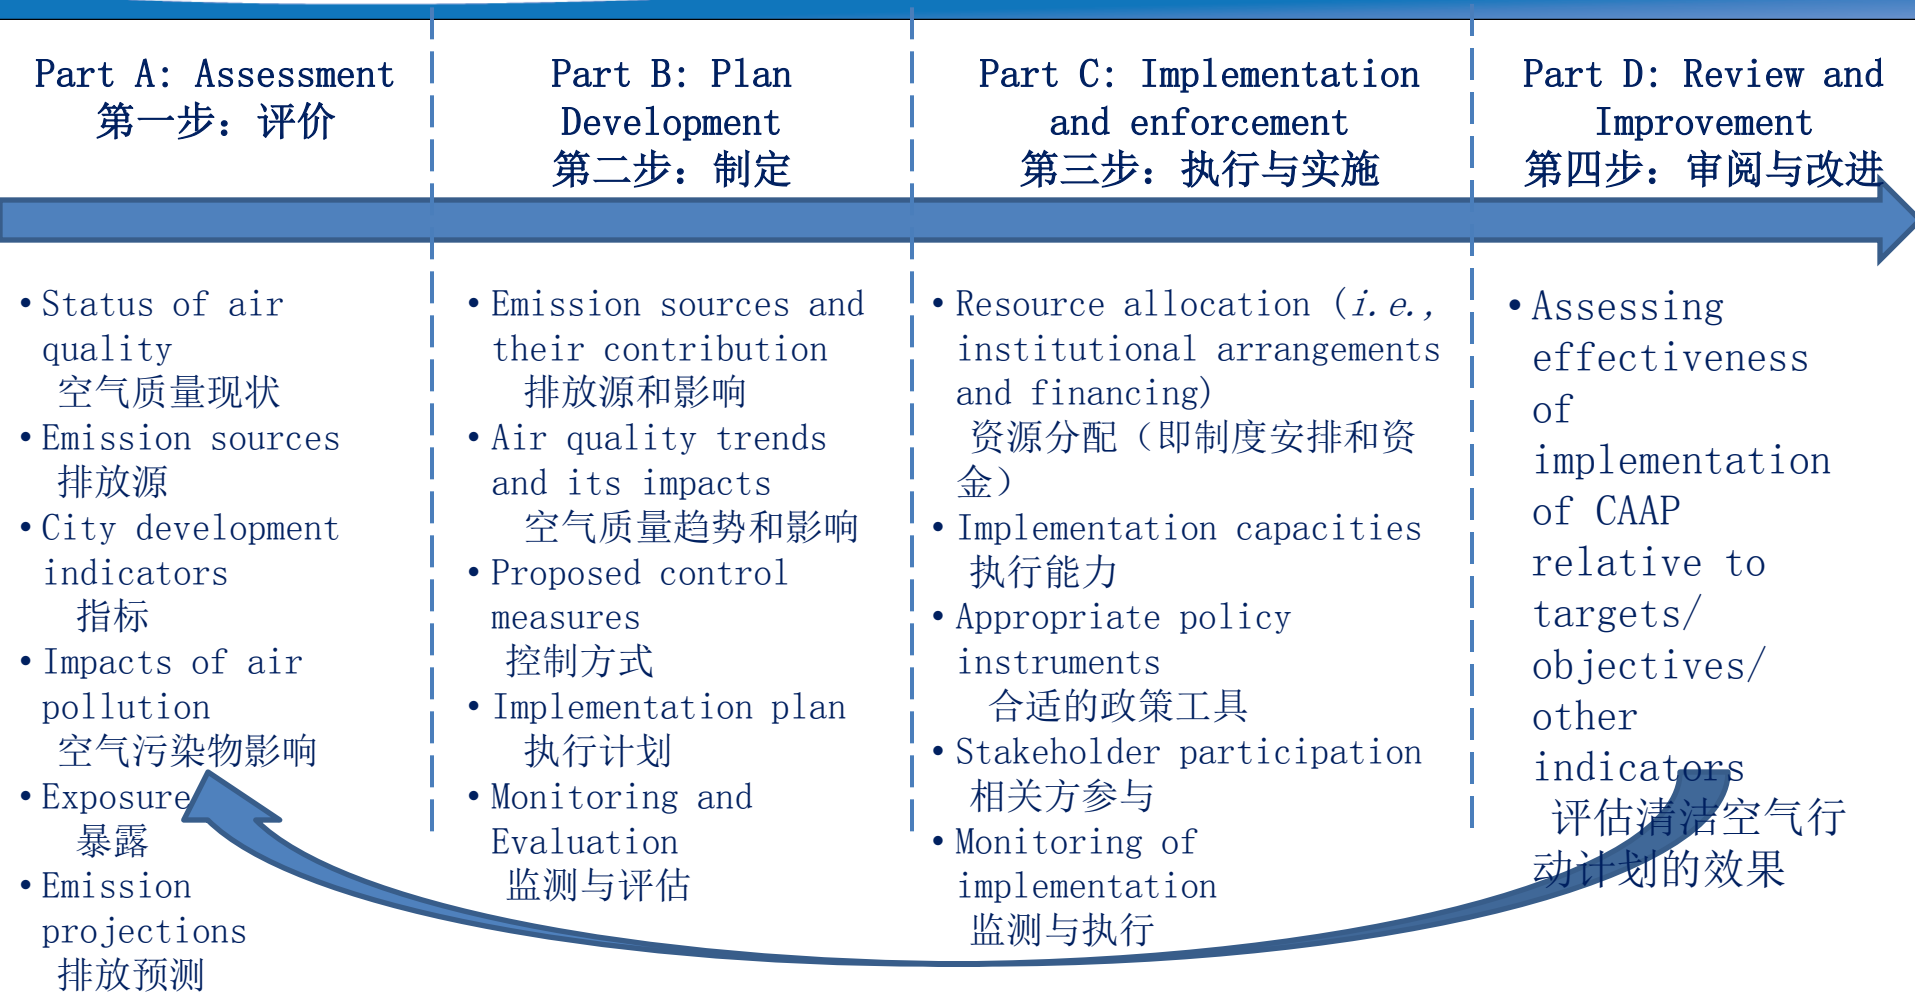 Part A: Assessment
第一步：评价
Part B: Plan
Development
第二步：制定
Part C: Implementation
and enforcement
第三步：执行与实施
Part D: Review and
Improvement
第四步：审阅与改进
• Status of air
quality
空气质量现状
• Emission sources
排放源
• City development
indicators
指标
• Impacts of air
pollution
空气污染物影响
• Exposure
暴露
• Emission
projections
排放预测
• Emission sources and
their contribution
排放源和影响
• Air quality trends
and its impacts
空气质量趋势和影响
• Proposed control
measures
控制方式
• Implementation plan
执行计划
• Monitoring and
Evaluation
监测与评估
• Resource allocation (i.e.,
institutional arrangements
and financing)
资源分配（即制度安排和资
金）
• Implementation capacities
执行能力
• Appropriate policy
instruments
合适的政策工具
• Stakeholder participation
相关方参与
• Monitoring of
implementation
监测与执行
• Assessing
effectiveness
of
implementation
of CAAP
relative to
targets/
objectives/
other
indicators
评估清洁空气行
动计划的效果